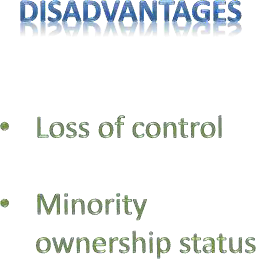 DISADVANTAGES
• Loss of control
• Minority
ownership status